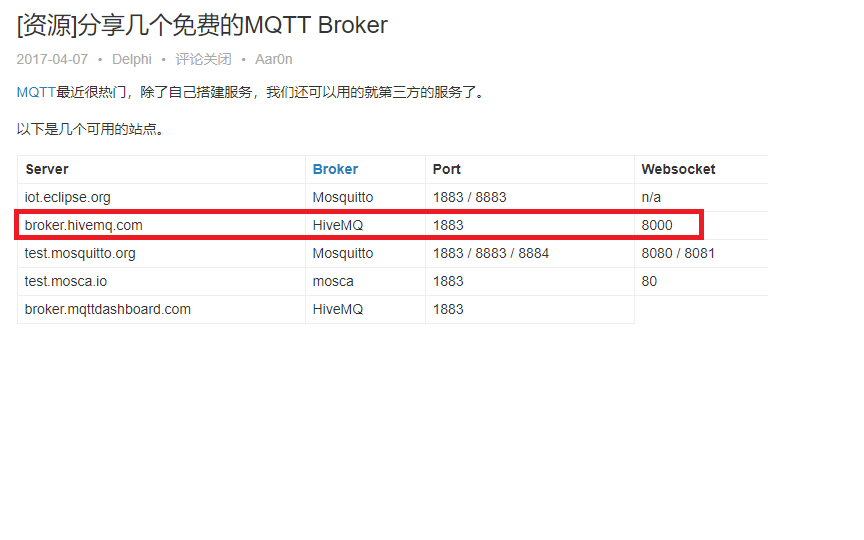 [资源]分享几个免费的MQTT Broker
2017-04-07 • Delphi • 评论关闭 • Aar0n
MQTT最近很热门，除了自己搭建服务，我们还可以用的就第三方的服务了。
以下是几个可用的站点。
Server Broker Port Websocket
iot.eclipse.org Mosquitto 1883 / 8883 n/a
broker.hivemq.com HiveMQ 1883 8000
test.mosquitto.org Mosquitto 1883 / 8883 / 8884 8080 / 8081
test.mosca.io mosca 1883 80
broker.mqttdashboard.com HiveMQ 1883